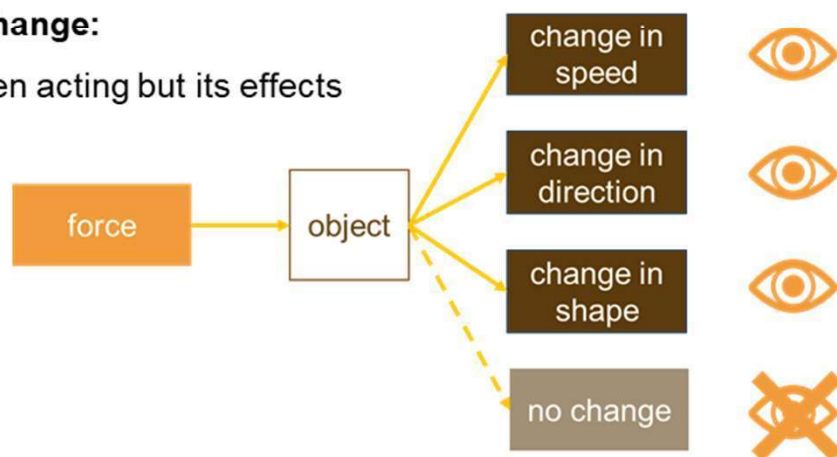 hange:
en acting but its effects
change in
speed
change in
direction
force
object
change in
shape
no change